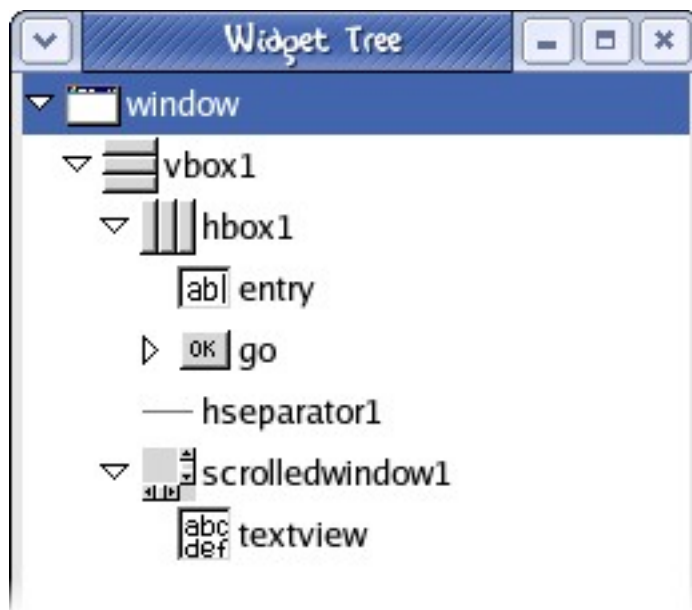 Widget Tree
window
vbox1
hbox1
ab| entry
OK go
hseparator1
scrolledwindow1
abc
def textview